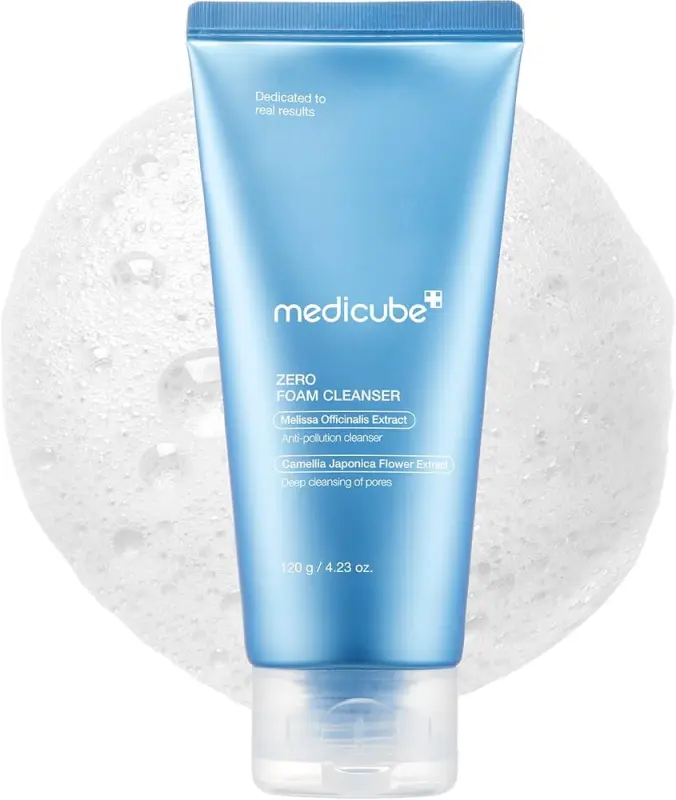 Dedicated to
real results
medicube
ZERO
FOAM CLEANSER
Melissa Officinalis Extract
Anti-pollution cleanser
Camellia Japonica Flower Extract
Deep cleansing of pores
120 g / 4.23 oz.